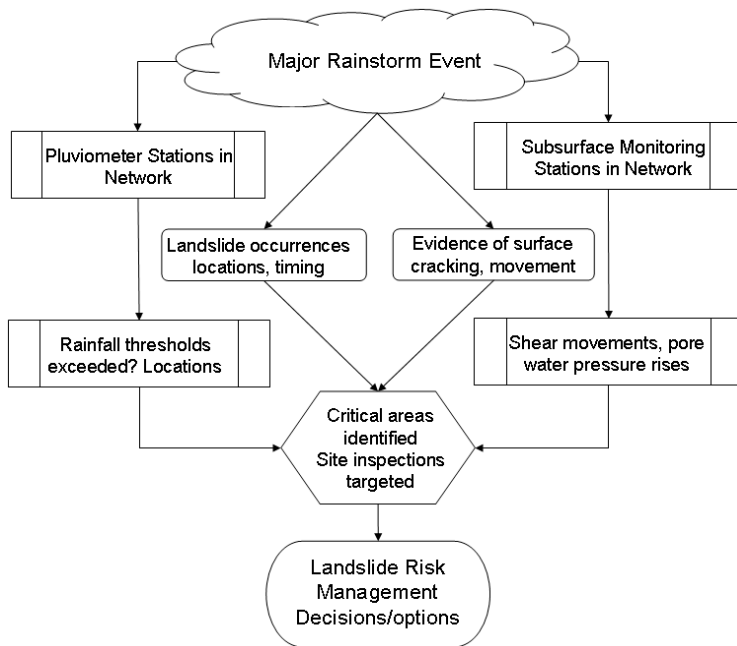 Major Rainstorm Event
Pluviometer Stations in
Network
Subsurface Monitoring
Stations in Network
Landslide occurrences
locations, timing
Evidence of surface
cracking, movement
Rainfall thresholds
exceeded? Locations
Shear movements, pore
water pressure rises
Critical areas
identified
Site inspections
targeted
Landslide Risk
Management
Decisions/options